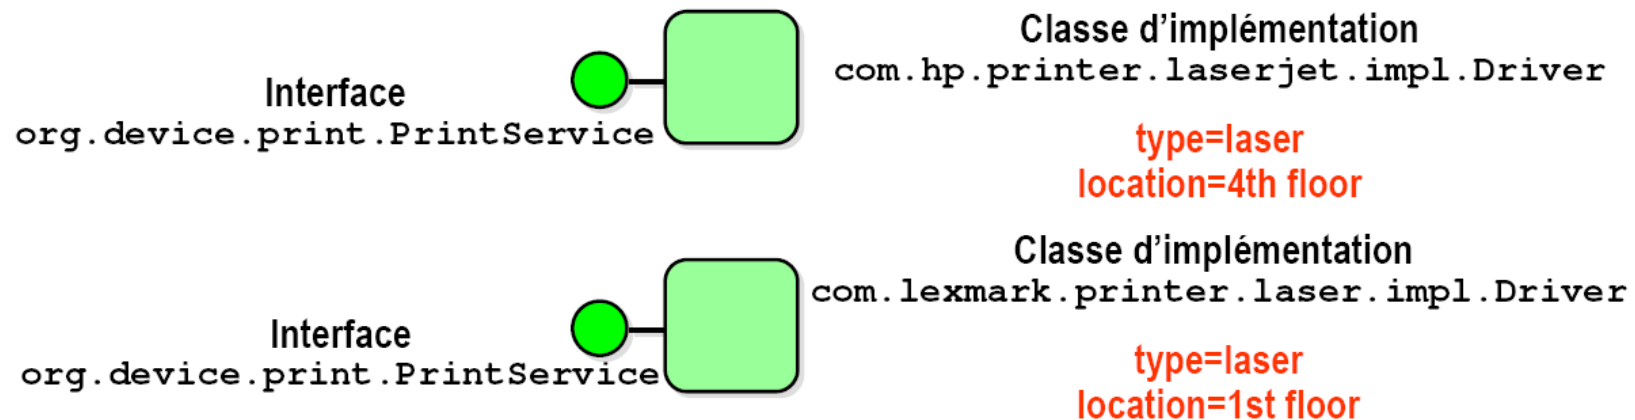 Classe d’implémentation
com.hp.printer.laserjet.impl.Driver
Interface
org.device.print.PrintService
type=laser
location=4th floor
Classe d’implémentation
com.lexmark.printer.laser.impl.Driver
Interface
org.device.print.PrintService
type=laser
location=1st floor